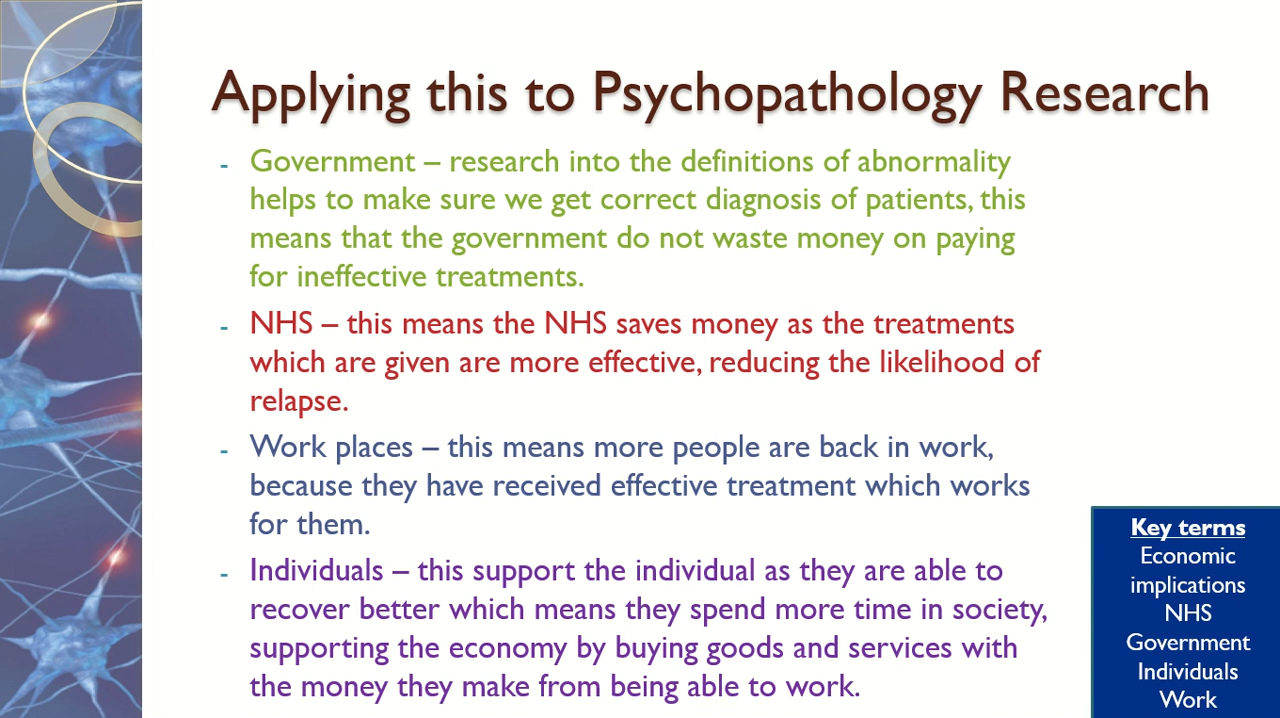 Applying this to Psychopathology Research
- Government – research into the definitions of abnormality
helps to make sure we get correct diagnosis of patients, this
means that the government do not waste money on paying
for ineffective treatments.
- NHS – this means the NHS saves money as the treatments
which are given are more effective, reducing the likelihood of
relapse.
- Work places – this means more people are back in work,
because they have received effective treatment which works
for them.
- Individuals – this support the individual as they are able to
recover better which means they spend more time in society,
supporting the economy by buying goods and services with
the money they make from being able to work.
Key terms
Economic
implications
NHS
Government
Individuals
Work